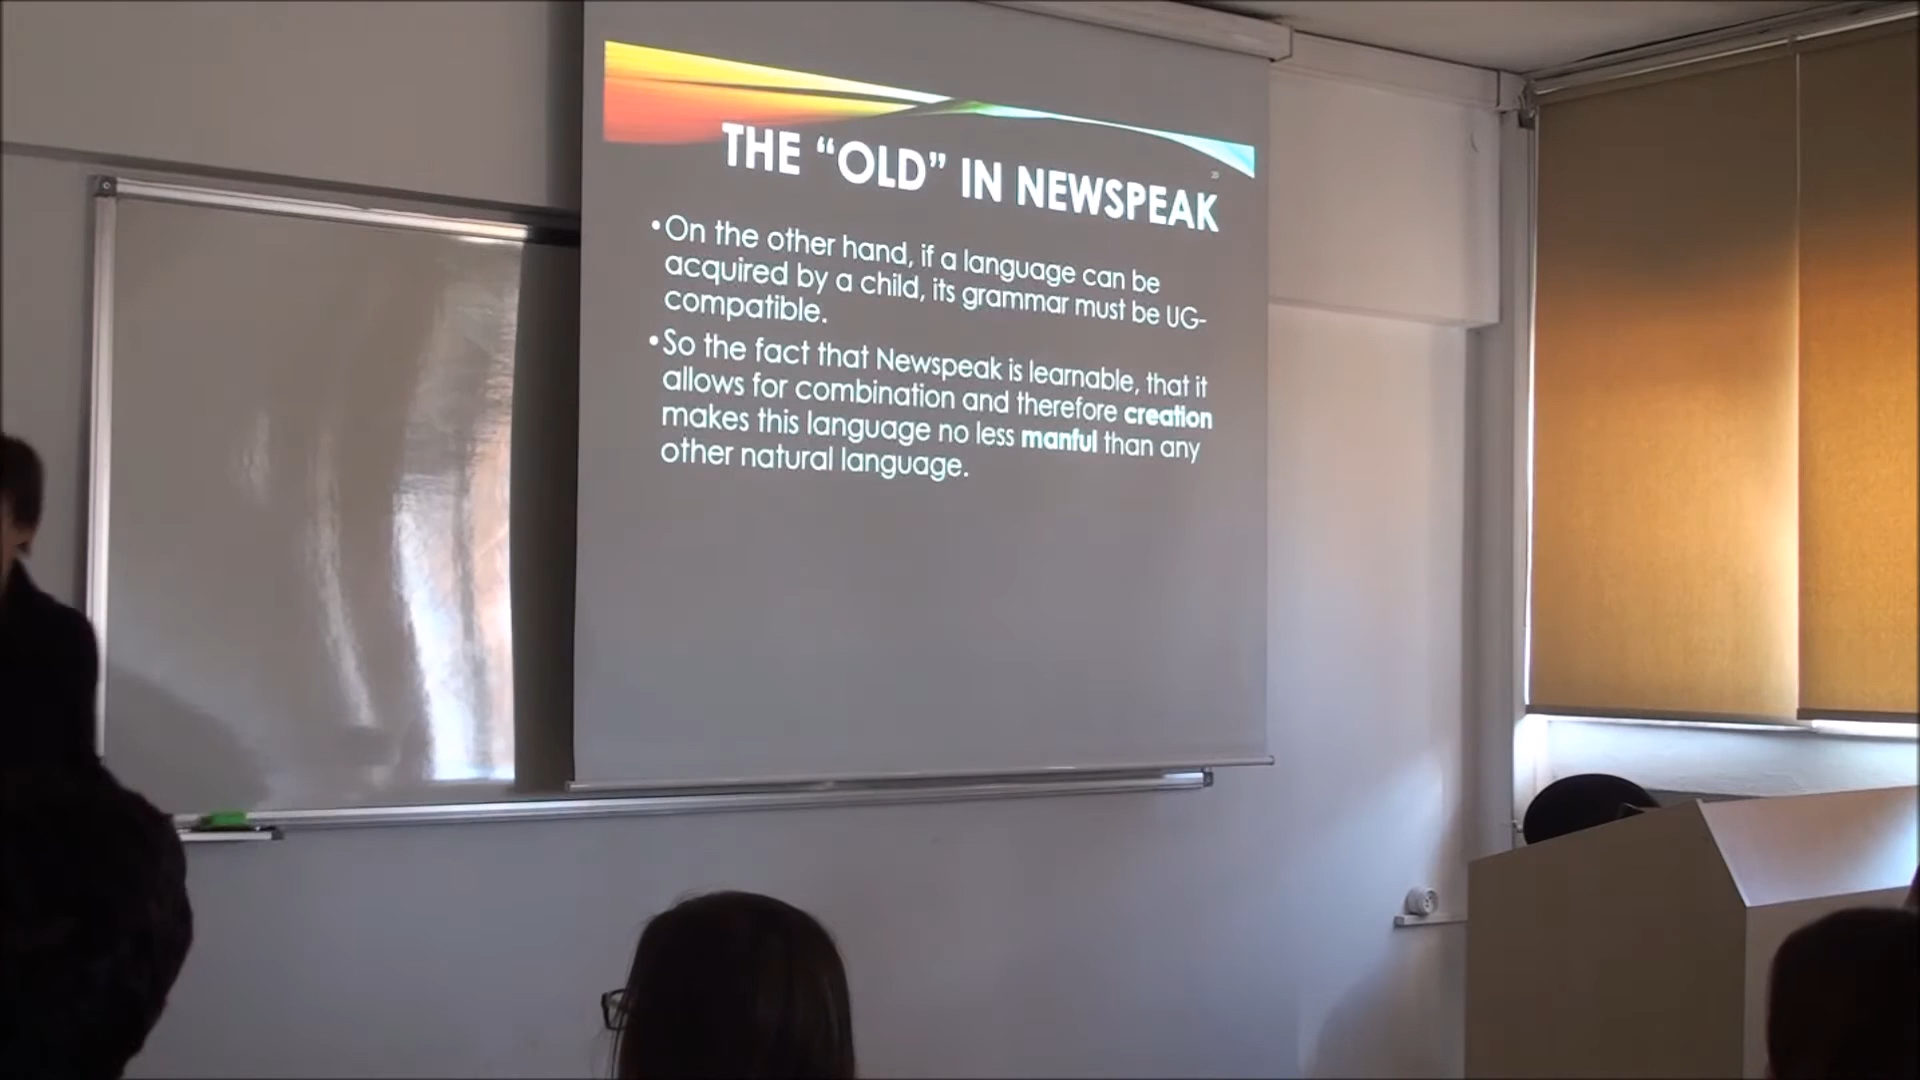 THE “OLD” IN NEWSPEAK
•On the other hand, if a language can be
acquired by a child, its grammar must be UG-
compatible.
•So the fact that Newspeak is learnable, that it
allows for combination and therefore creation
makes this language no less manful than any
other natural language.